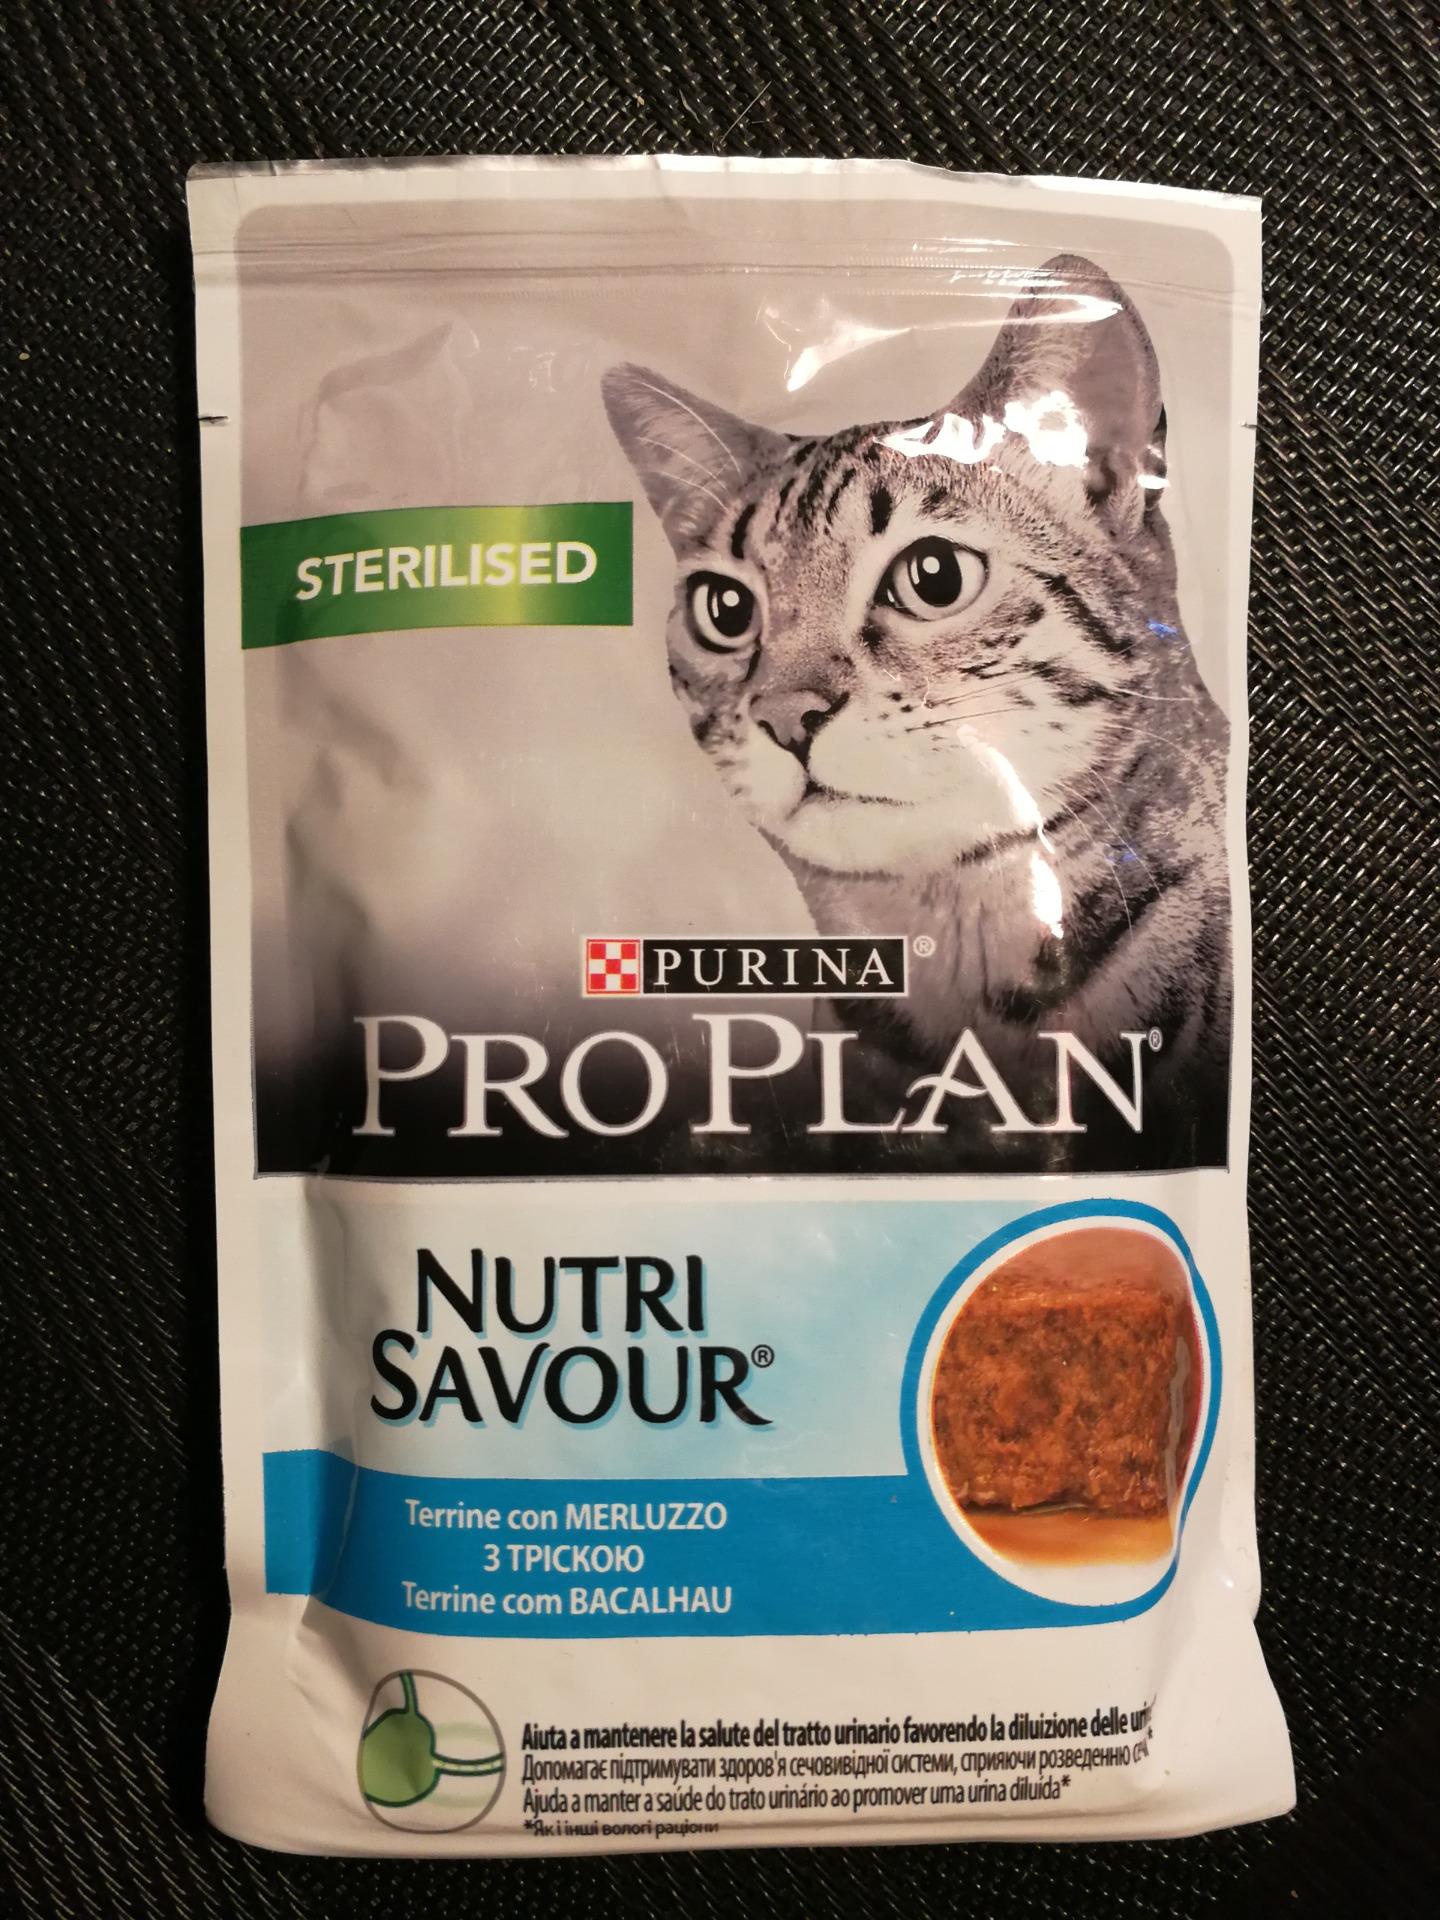 STERILISED
PURINA®
PRO PLAN®
NUTRI
SAVOUR®
Terrine con MERLUZZO
З ТРІСКОЮ
Terrine com BACALHAU
Aiuta a mantenere la salute del tratto urinario favorendo la diluizione delle
Допомагає підтримувати здоров'я сечовивідної системи, сприяючи розведенню
Ajuda a manter a saúde do trato urinário ao promover uma urina diluída*
*Як і інші вологі раціони